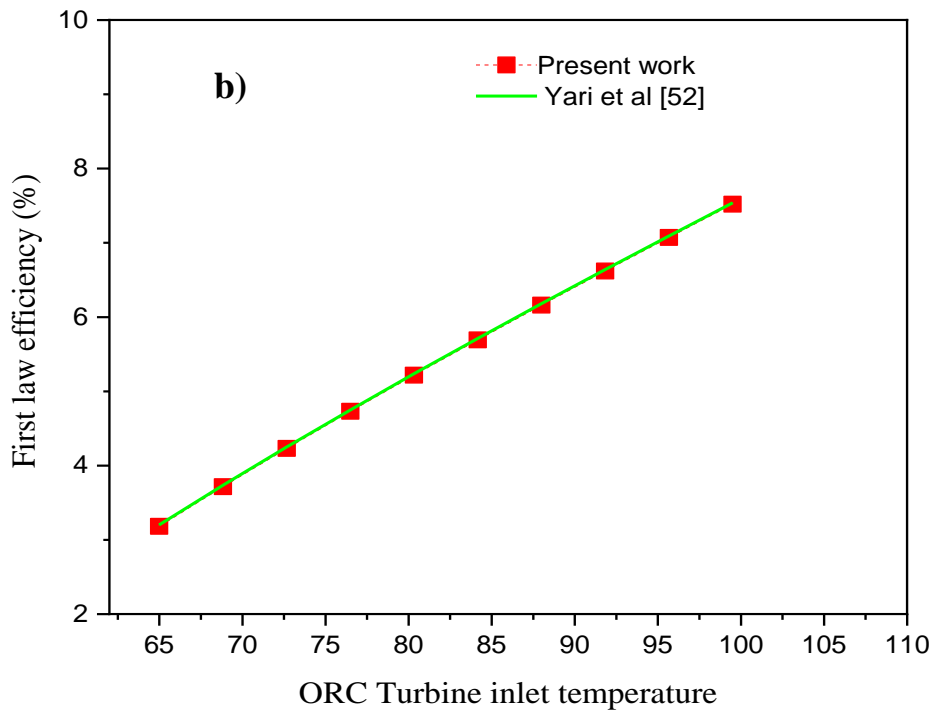 10
8
6
4
2
First law efficiency (%)
b)
Present work
Yari et al [52]
65 70 75 80 85 90 95 100 105 110
ORC Turbine inlet temperature